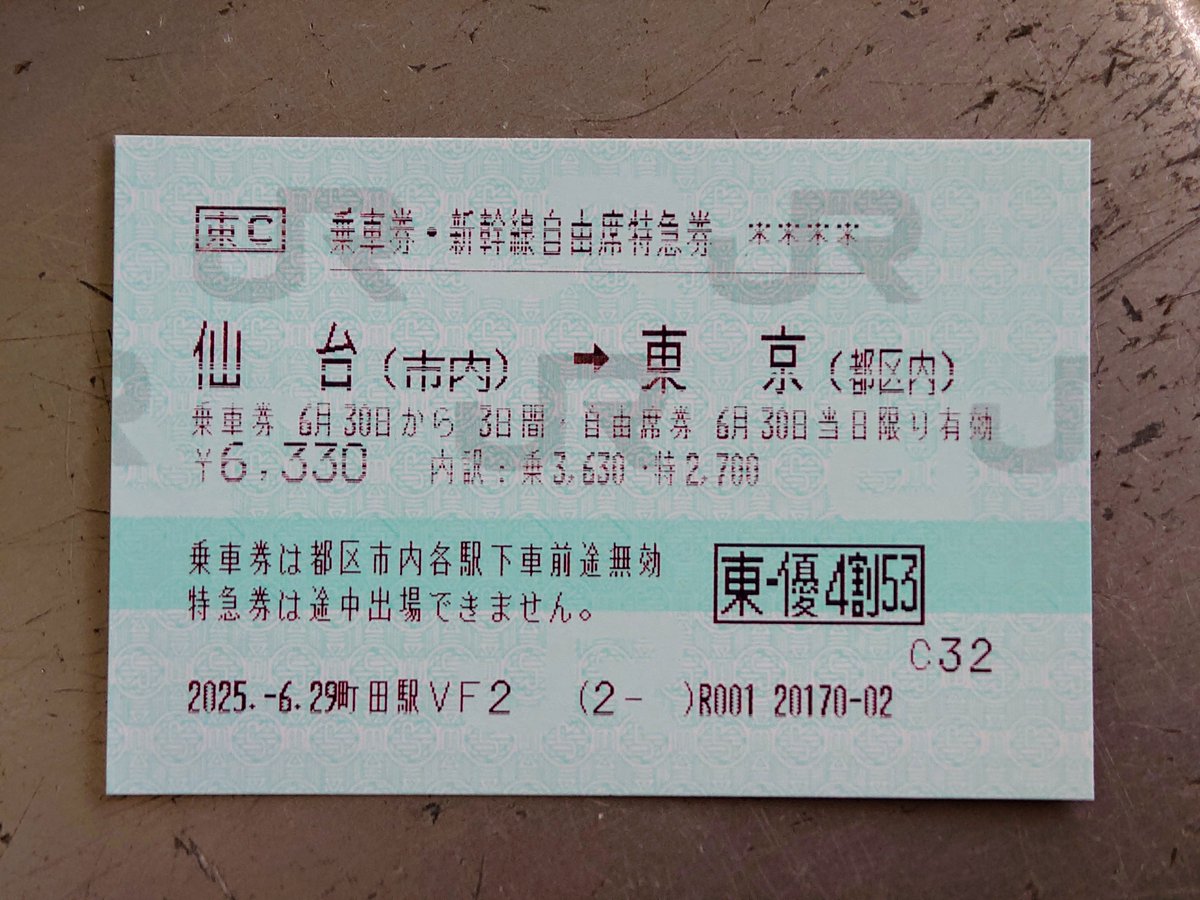 東C 乗車券・新幹線自由席特急券 ****
仙台(市内) ➡ 東京(都区内)
乗車券 6月30日から 3日間・自由席券 6月30日当日限り有効
¥6,330 内訳:乗3,630・特2,700
乗車券は都区市内各駅下車前途無効
特急券は途中出場できません。
東-優4割53
C32
2025.-6.29町田駅VF2 (2- )R001 20170-02